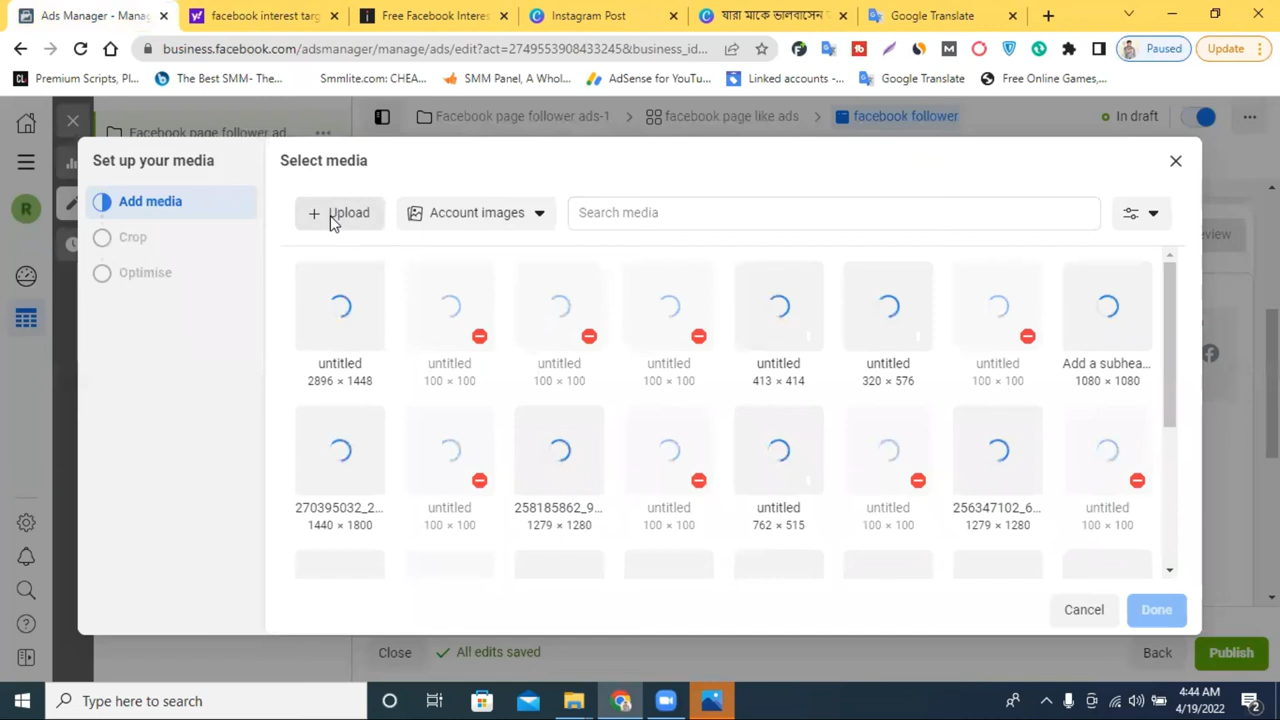 Ads Manager - Manag
facebook interest targ
Free Facebook Interes
Instagram Post
যারা মাকে ভালবাসেন
Google Translate
business.facebook.com/adsmanager/manage/ads/edit?act=2749553908433245&business_id...
Paused
Update
Premium Scripts, Pl...
The Best SMM- The...
Smmlite.com: CHEA...
SMM Panel, A Whol...
AdSense for YouTu...
Linked accounts -...
Google Translate
Free Online Games,...
R
Facebook page follower ad...
Facebook page follower ads-1
facebook page like ads
facebook follower
In draft
Set up your media
Add media
Crop
Optimise
Select media
Upload
Account images
Search media
untitled untitled untitled untitled untitled untitled untitled Add a subhea...
2896 × 1448 100 × 100 100 × 100 100 × 100 413 × 414 320 × 576 100 × 100 1080 × 1080
270395032_2... untitled 258185862_9... untitled untitled untitled 256347102_6... untitled
1440 × 1800 100 × 100 1279 × 1280 100 × 100 762 × 515 100 × 100 1279 × 1280 100 × 100
Cancel
Done
Close
All edits saved
Back
Publish
Type here to search
4:44 AM
4/19/2022
2